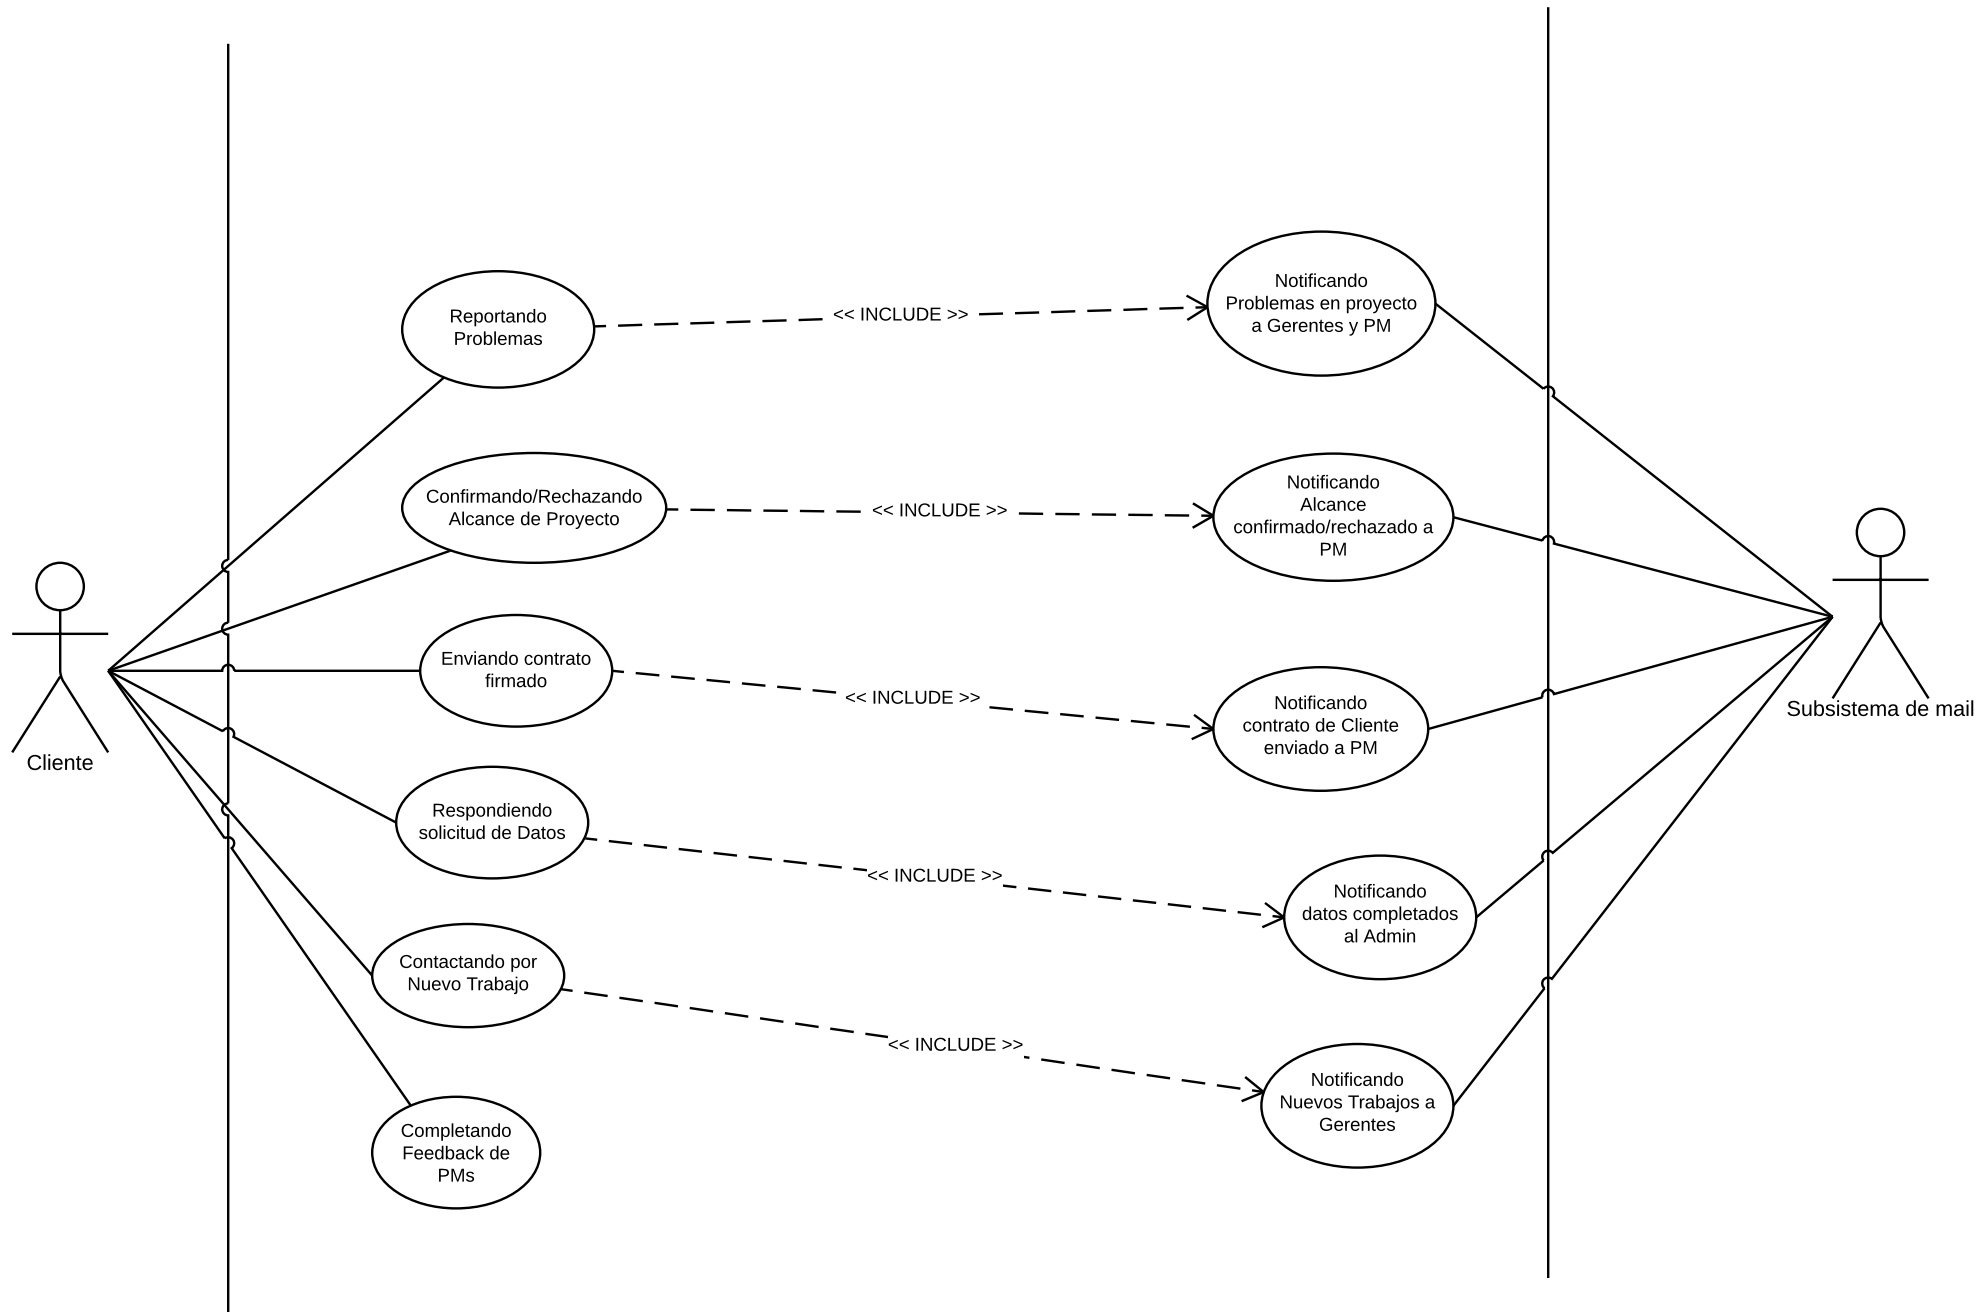 Reportando
Problemas
<< INCLUDE >>
Notificando
Problemas en proyecto
a Gerentes y PM
Confirmando/Rechazando
Alcance de Proyecto
<< INCLUDE >>
Notificando
Alcance
confirmado/rechazado a
PM
Enviando contrato
firmado
<< INCLUDE >>
Notificando
contrato de Cliente
enviado a PM
Subsistema de mail
Cliente
Respondiendo
solicitud de Datos
<< INCLUDE >>
Notificando
datos completados
al Admin
Contactando por
Nuevo Trabajo
<< INCLUDE >>
Notificando
Nuevos Trabajos a
Gerentes
Completando
Feedback de
PMs